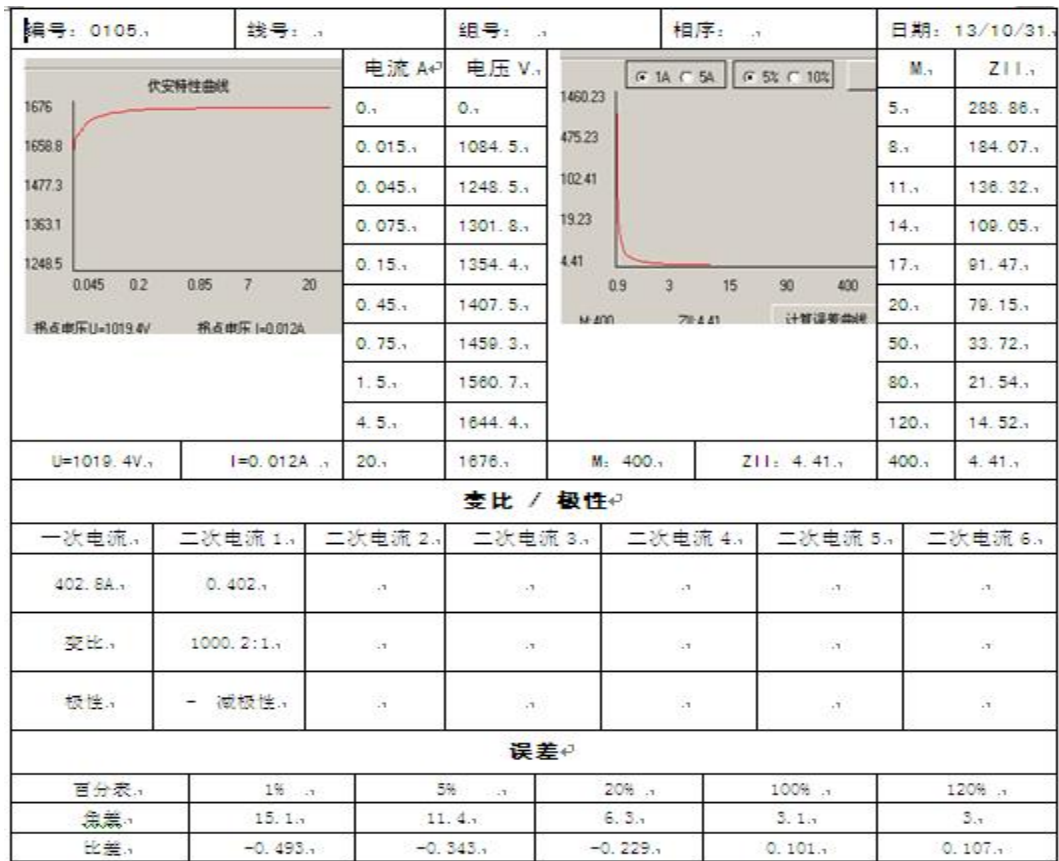 编号: 0105 线号: 组号: 相序: 日期: 13/10/31
电流 A 电压 V M ZII
伏安特性曲线
1676
1658.8
1477.3
1363.1
1248.5
0.045 0.2 0.85 7 20
拐点电压U=1019.4V 拐点电压 I=0.012A
0 0
0.015 1084.5
0.045 1248.5
0.075 1301.8
0.15 1354.4
0.45 1407.5
0.75 1459.3
1.5 1560.7
4.5 1644.4
1A 5A 5% 10%
1460.23
475.23
102.41
19.23
4.41
0.9 3 15 90 400
M:400 ZII:4.41 计算误差曲线
5 288.86
8 184.07
11 136.32
14 109.05
17 91.47
20 79.15
50 33.72
80 21.54
120 14.52
U=1019.4V I=0.012A 20 1676 M: 400 ZII: 4.41 400 4.41
变比 / 极性
一次电流 二次电流 1 二次电流 2 二次电流 3 二次电流 4 二次电流 5 二次电流 6
402.8A 0.402
变比 1000.2:1
极性 - 减极性
误差
百分表 1% 5% 20% 100% 120%
角差 15.1 11.4 6.3 3.1 3
比差 -0.493 -0.343 -0.229 0.101 0.107